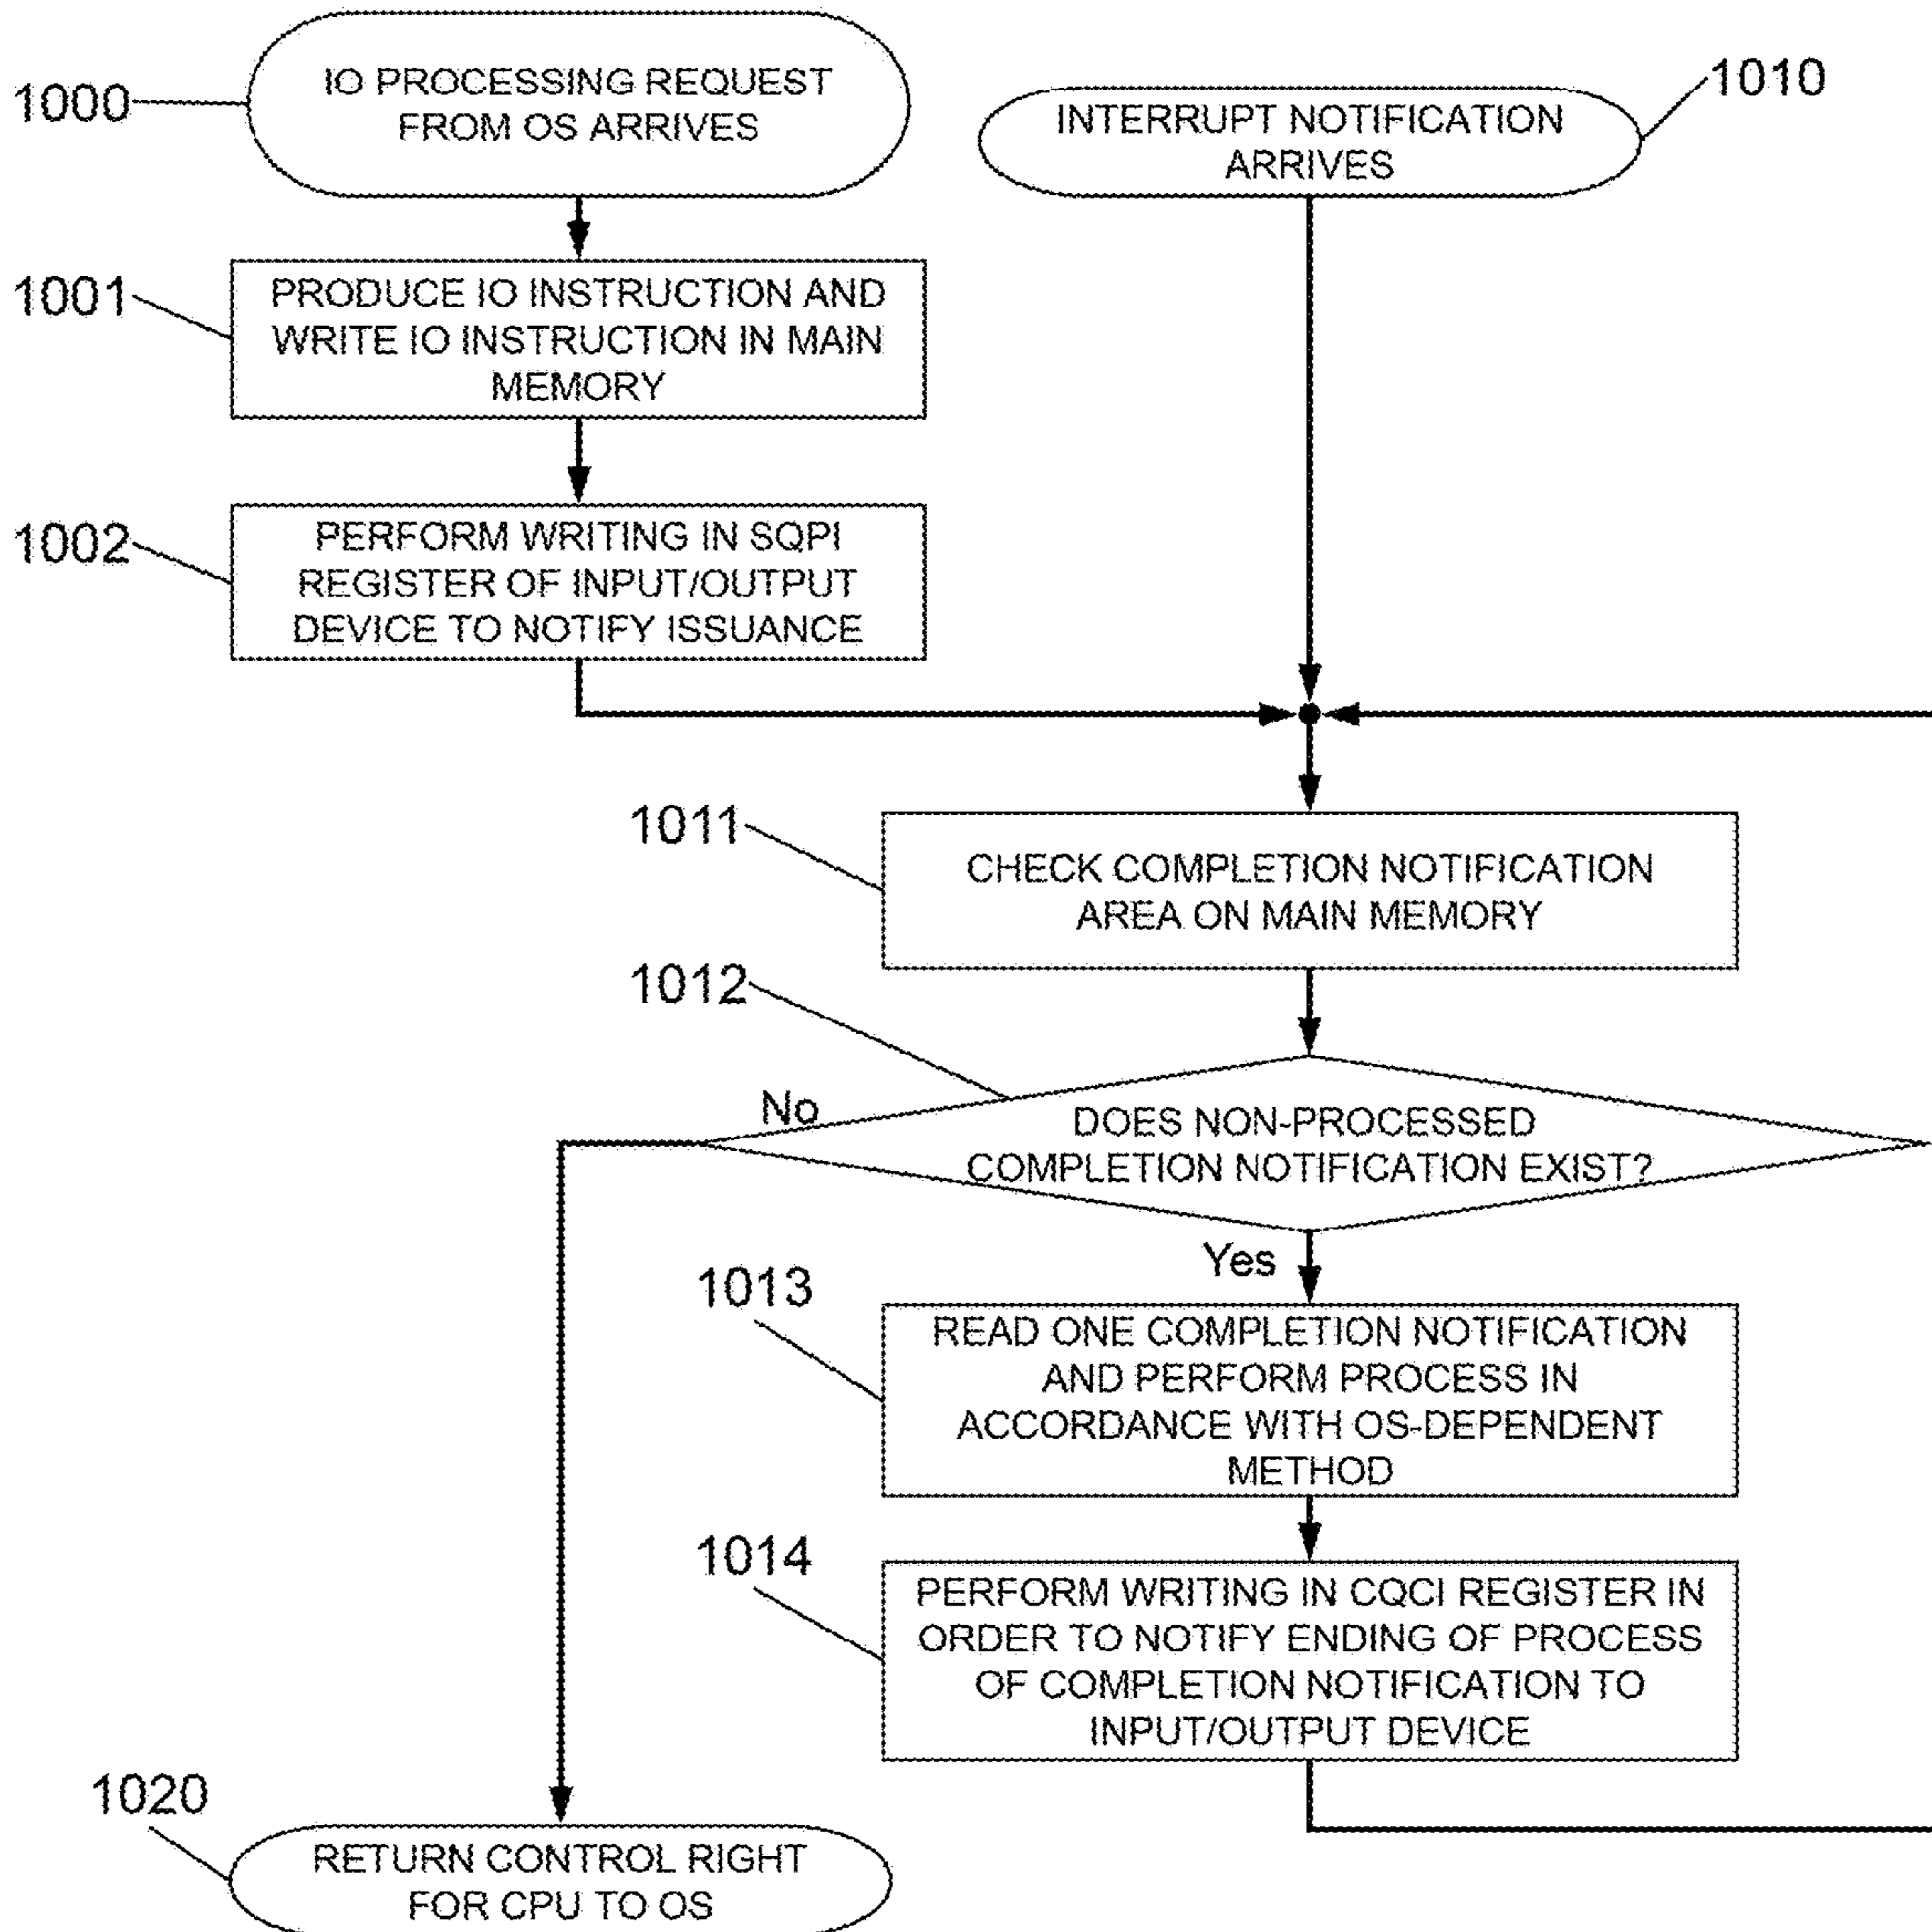 1000
IO PROCESSING REQUEST
FROM OS ARRIVES
1010
INTERRUPT NOTIFICATION
ARRIVES
1001
PRODUCE IO INSTRUCTION AND
WRITE IO INSTRUCTION IN MAIN
MEMORY
1002
PERFORM WRITING IN SQPI
REGISTER OF INPUT/OUTPUT
DEVICE TO NOTIFY ISSUANCE
1011
CHECK COMPLETION NOTIFICATION
AREA ON MAIN MEMORY
1012
No
DOES NON-PROCESSED
COMPLETION NOTIFICATION EXIST?
Yes
1013
READ ONE COMPLETION NOTIFICATION
AND PERFORM PROCESS IN
ACCORDANCE WITH OS-DEPENDENT
METHOD
1014
PERFORM WRITING IN CQCI REGISTER IN
ORDER TO NOTIFY ENDING OF PROCESS
OF COMPLETION NOTIFICATION TO
INPUT/OUTPUT DEVICE
1020
RETURN CONTROL RIGHT
FOR CPU TO OS